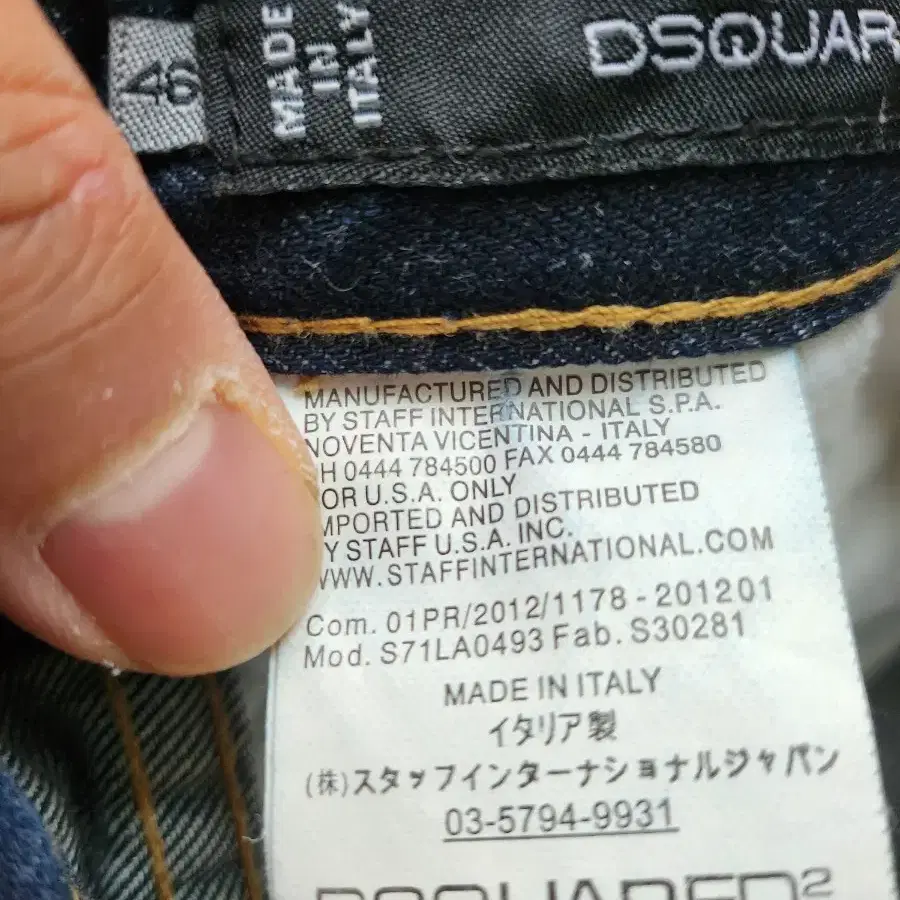 46
MADE
IN
ITALY
DSQUAR
MANUFACTURED AND DISTRIBUTED
BY STAFF INTERNATIONAL S.P.A.
NOVENTA VICENTINA - ITALY
H 0444 784500 FAX 0444 784580
OR U.S.A. ONLY
MPORTED AND DISTRIBUTED
Y STAFF U.S.A. INC.
WWW.STAFFINTERNATIONAL.COM
Com. 01PR/2012/1178 - 201201
Mod. S71LA0493 Fab. S30281
MADE IN ITALY
イタリア製
(株)スタッフインターナショナルジャパン
03-5794-9931
DSQUARED2